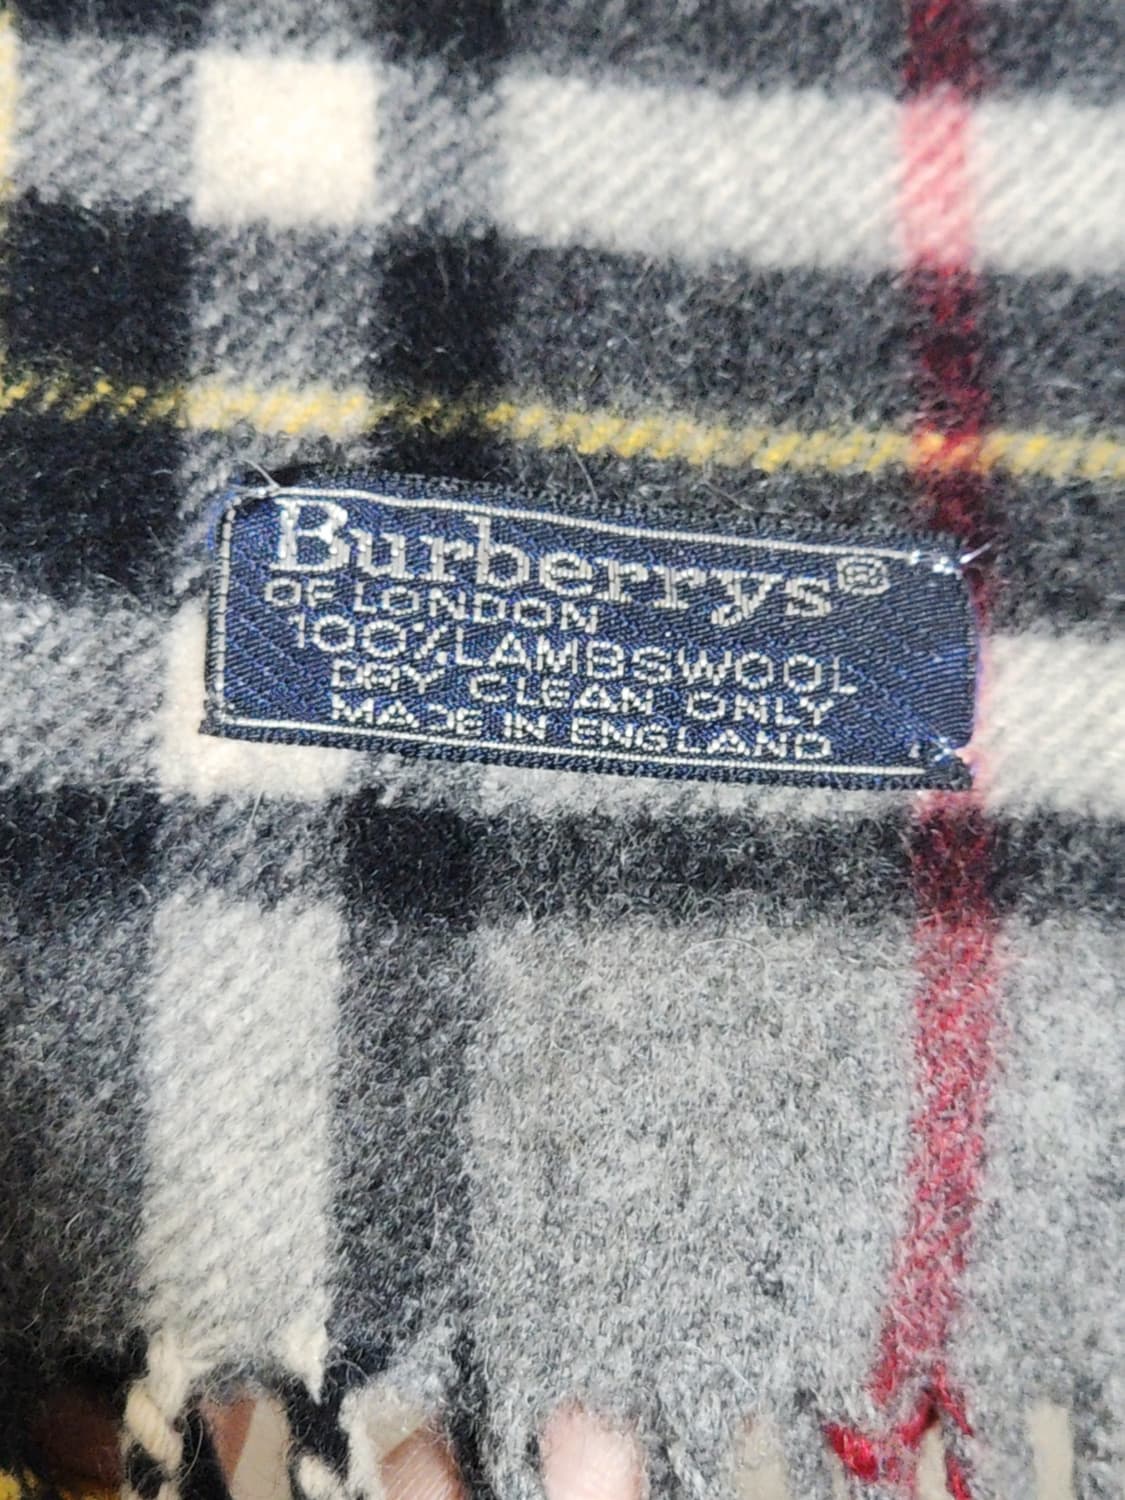 Burberrys®
OF LONDON
100% LAMBSWOOL
DRY CLEAN ONLY
MADE IN ENGLAND